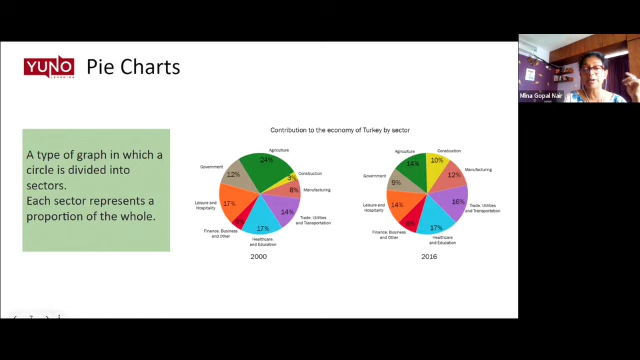 YUNO
LEARNING
Pie Charts
Mina Gopal Nair
A type of graph in which a
circle is divided into
sectors.
Each sector represents a
proportion of the whole.
Contribution to the economy of Turkey by sector
Agriculture
24%
Construction
3%
Manufacturing
8%
Trade, Utilities
and Transportation
14%
Healthcare
and Education
17%
Finance, Business
and Other
Leisure and
Hospitality
17%
Government
12%
2000
Agriculture
14%
Construction
10%
Manufacturing
12%
Trade, Utilities
and Transportation
16%
Healthcare
and Education
17%
Finance, Business
and Other
Leisure and
Hospitality
14%
Government
9%
2016